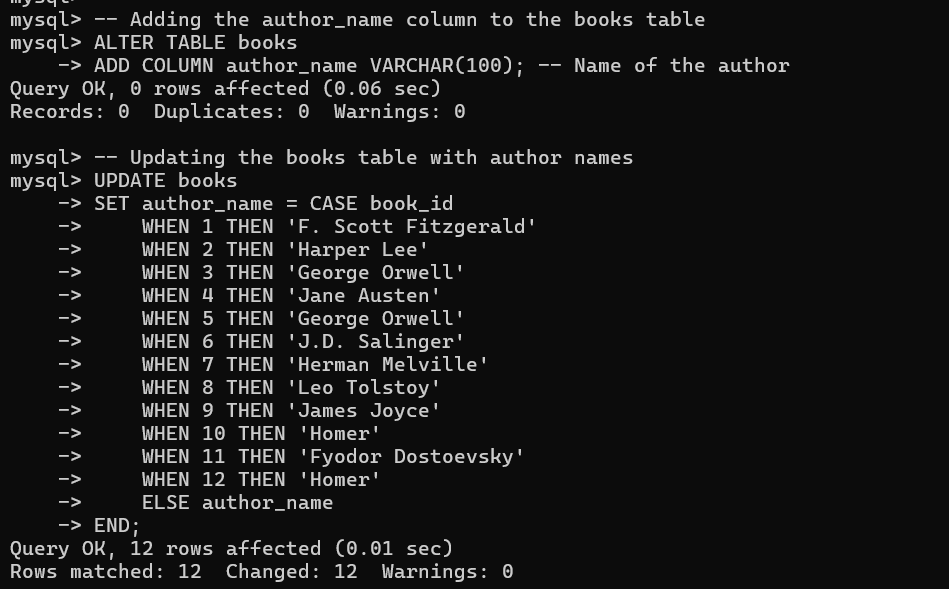 mysql> -- Adding the author_name column to the books table
mysql> ALTER TABLE books
    -> ADD COLUMN author_name VARCHAR(100); -- Name of the author
Query OK, 0 rows affected (0.06 sec)
Records: 0  Duplicates: 0  Warnings: 0

mysql> -- Updating the books table with author names
mysql> UPDATE books
    -> SET author_name = CASE book_id
    ->     WHEN 1 THEN 'F. Scott Fitzgerald'
    ->     WHEN 2 THEN 'Harper Lee'
    ->     WHEN 3 THEN 'George Orwell'
    ->     WHEN 4 THEN 'Jane Austen'
    ->     WHEN 5 THEN 'George Orwell'
    ->     WHEN 6 THEN 'J.D. Salinger'
    ->     WHEN 7 THEN 'Herman Melville'
    ->     WHEN 8 THEN 'Leo Tolstoy'
    ->     WHEN 9 THEN 'James Joyce'
    ->     WHEN 10 THEN 'Homer'
    ->     WHEN 11 THEN 'Fyodor Dostoevsky'
    ->     WHEN 12 THEN 'Homer'
    ->     ELSE author_name
    -> END;
Query OK, 12 rows affected (0.01 sec)
Rows matched: 12  Changed: 12  Warnings: 0